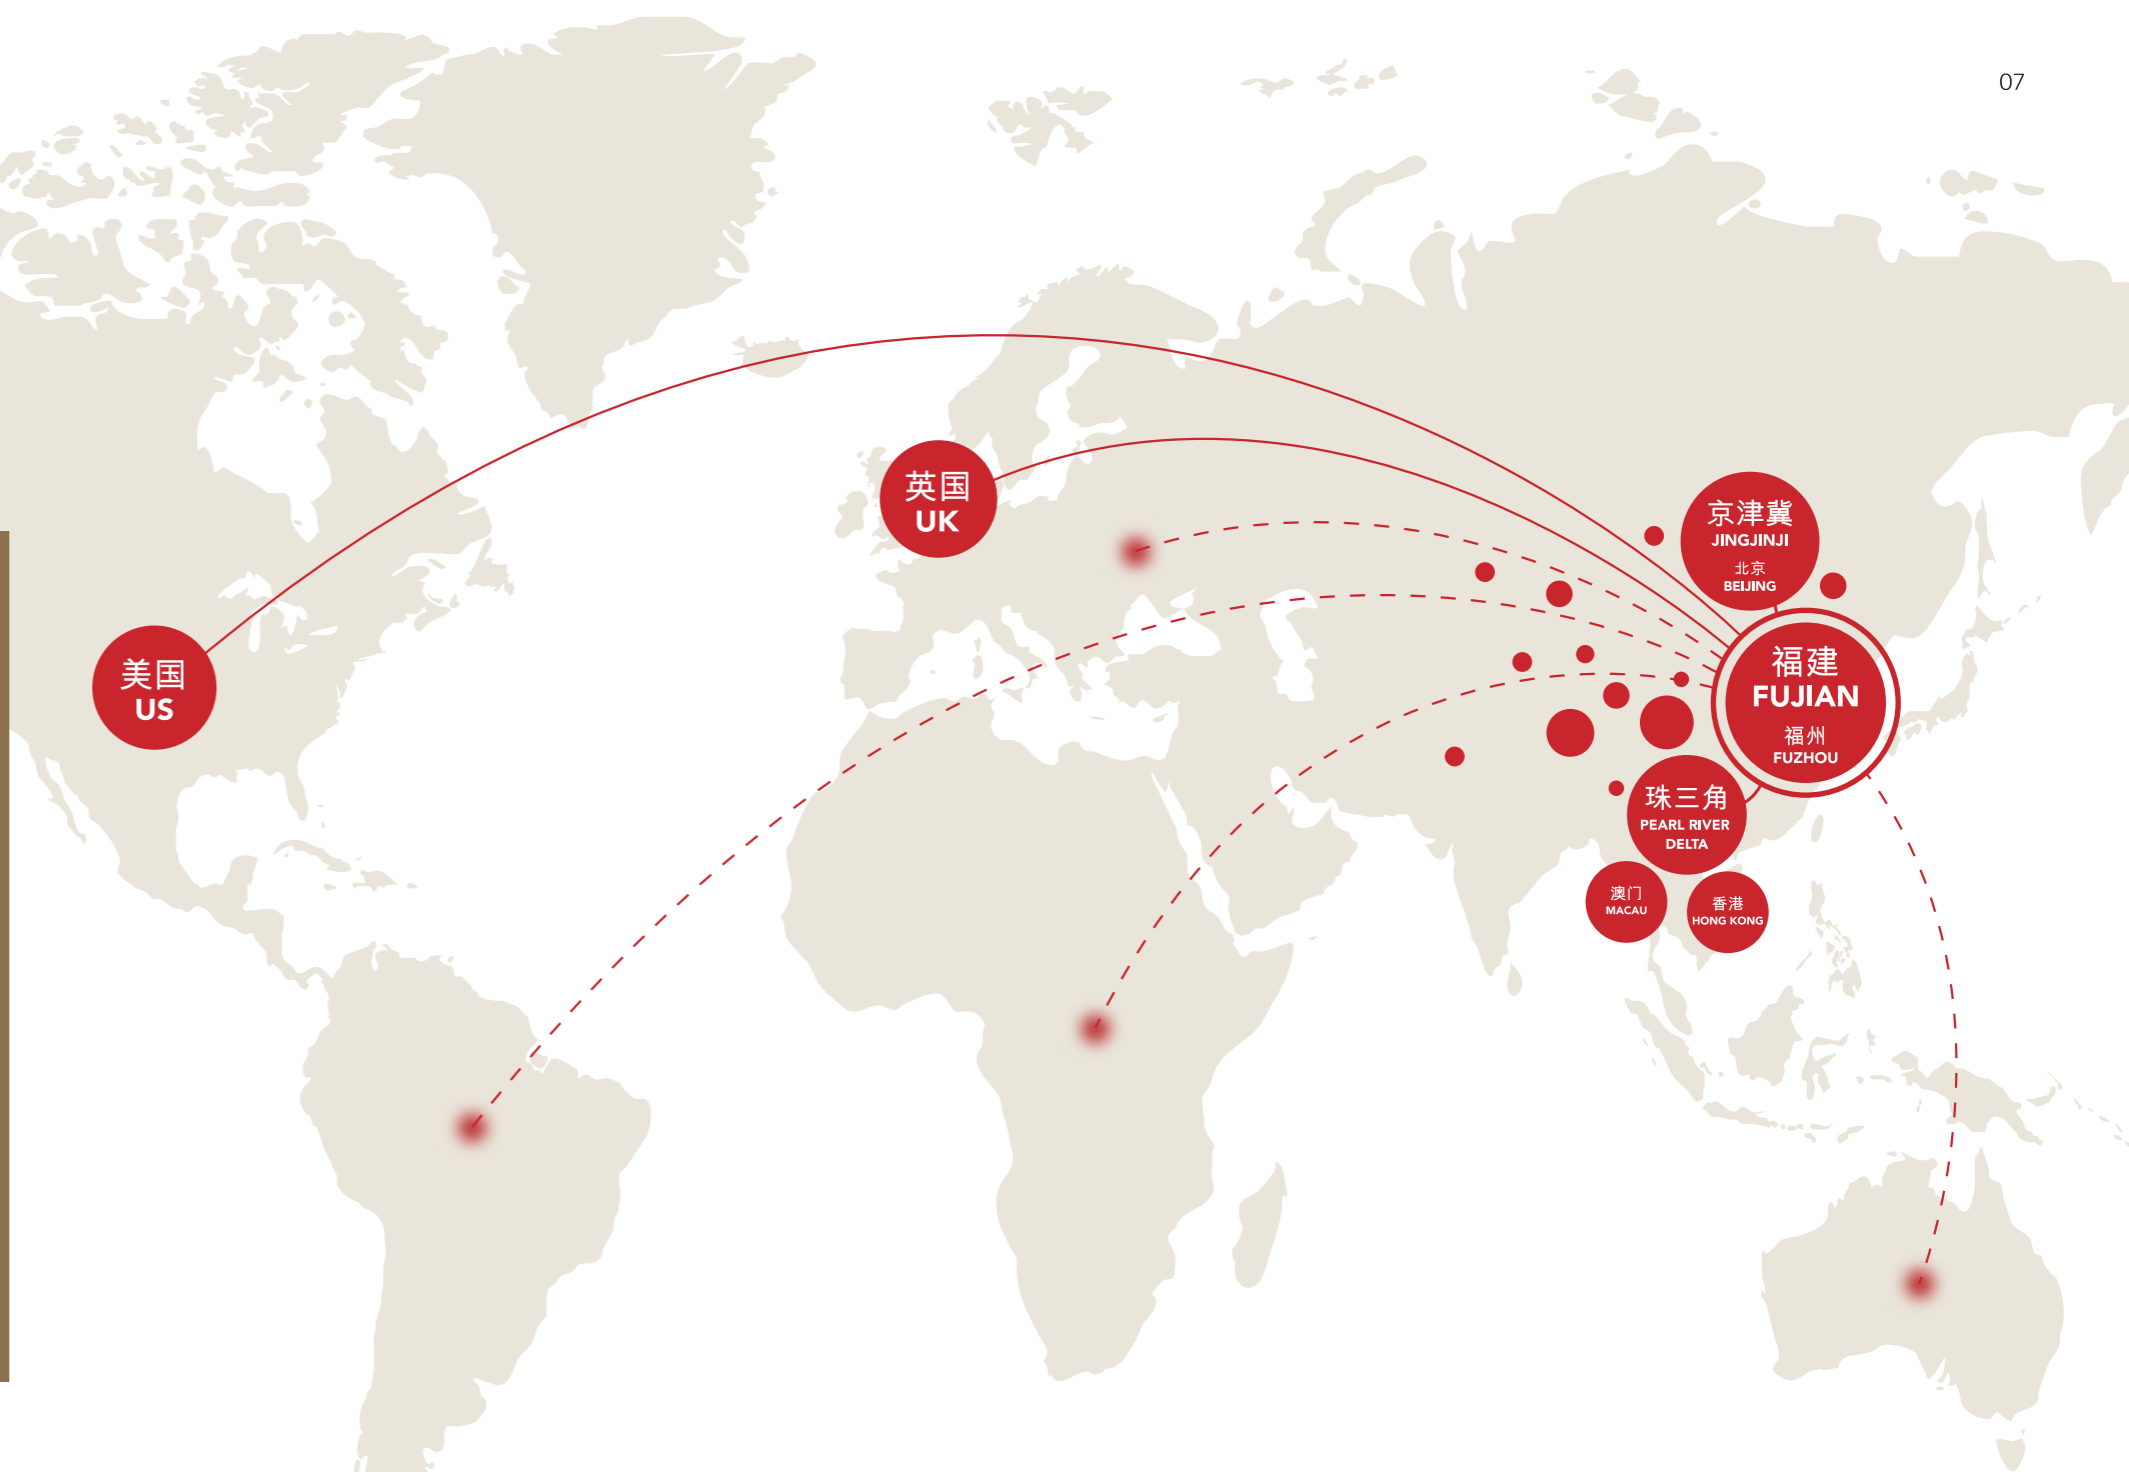 07
英国
UK
京津冀
JINGJINJI
北京
BEIJING
美国
US
福建
FUJIAN
福州
FUZHOU
珠三角
PEARL RIVER
DELTA
澳门
MACAU
香港
HONG KONG